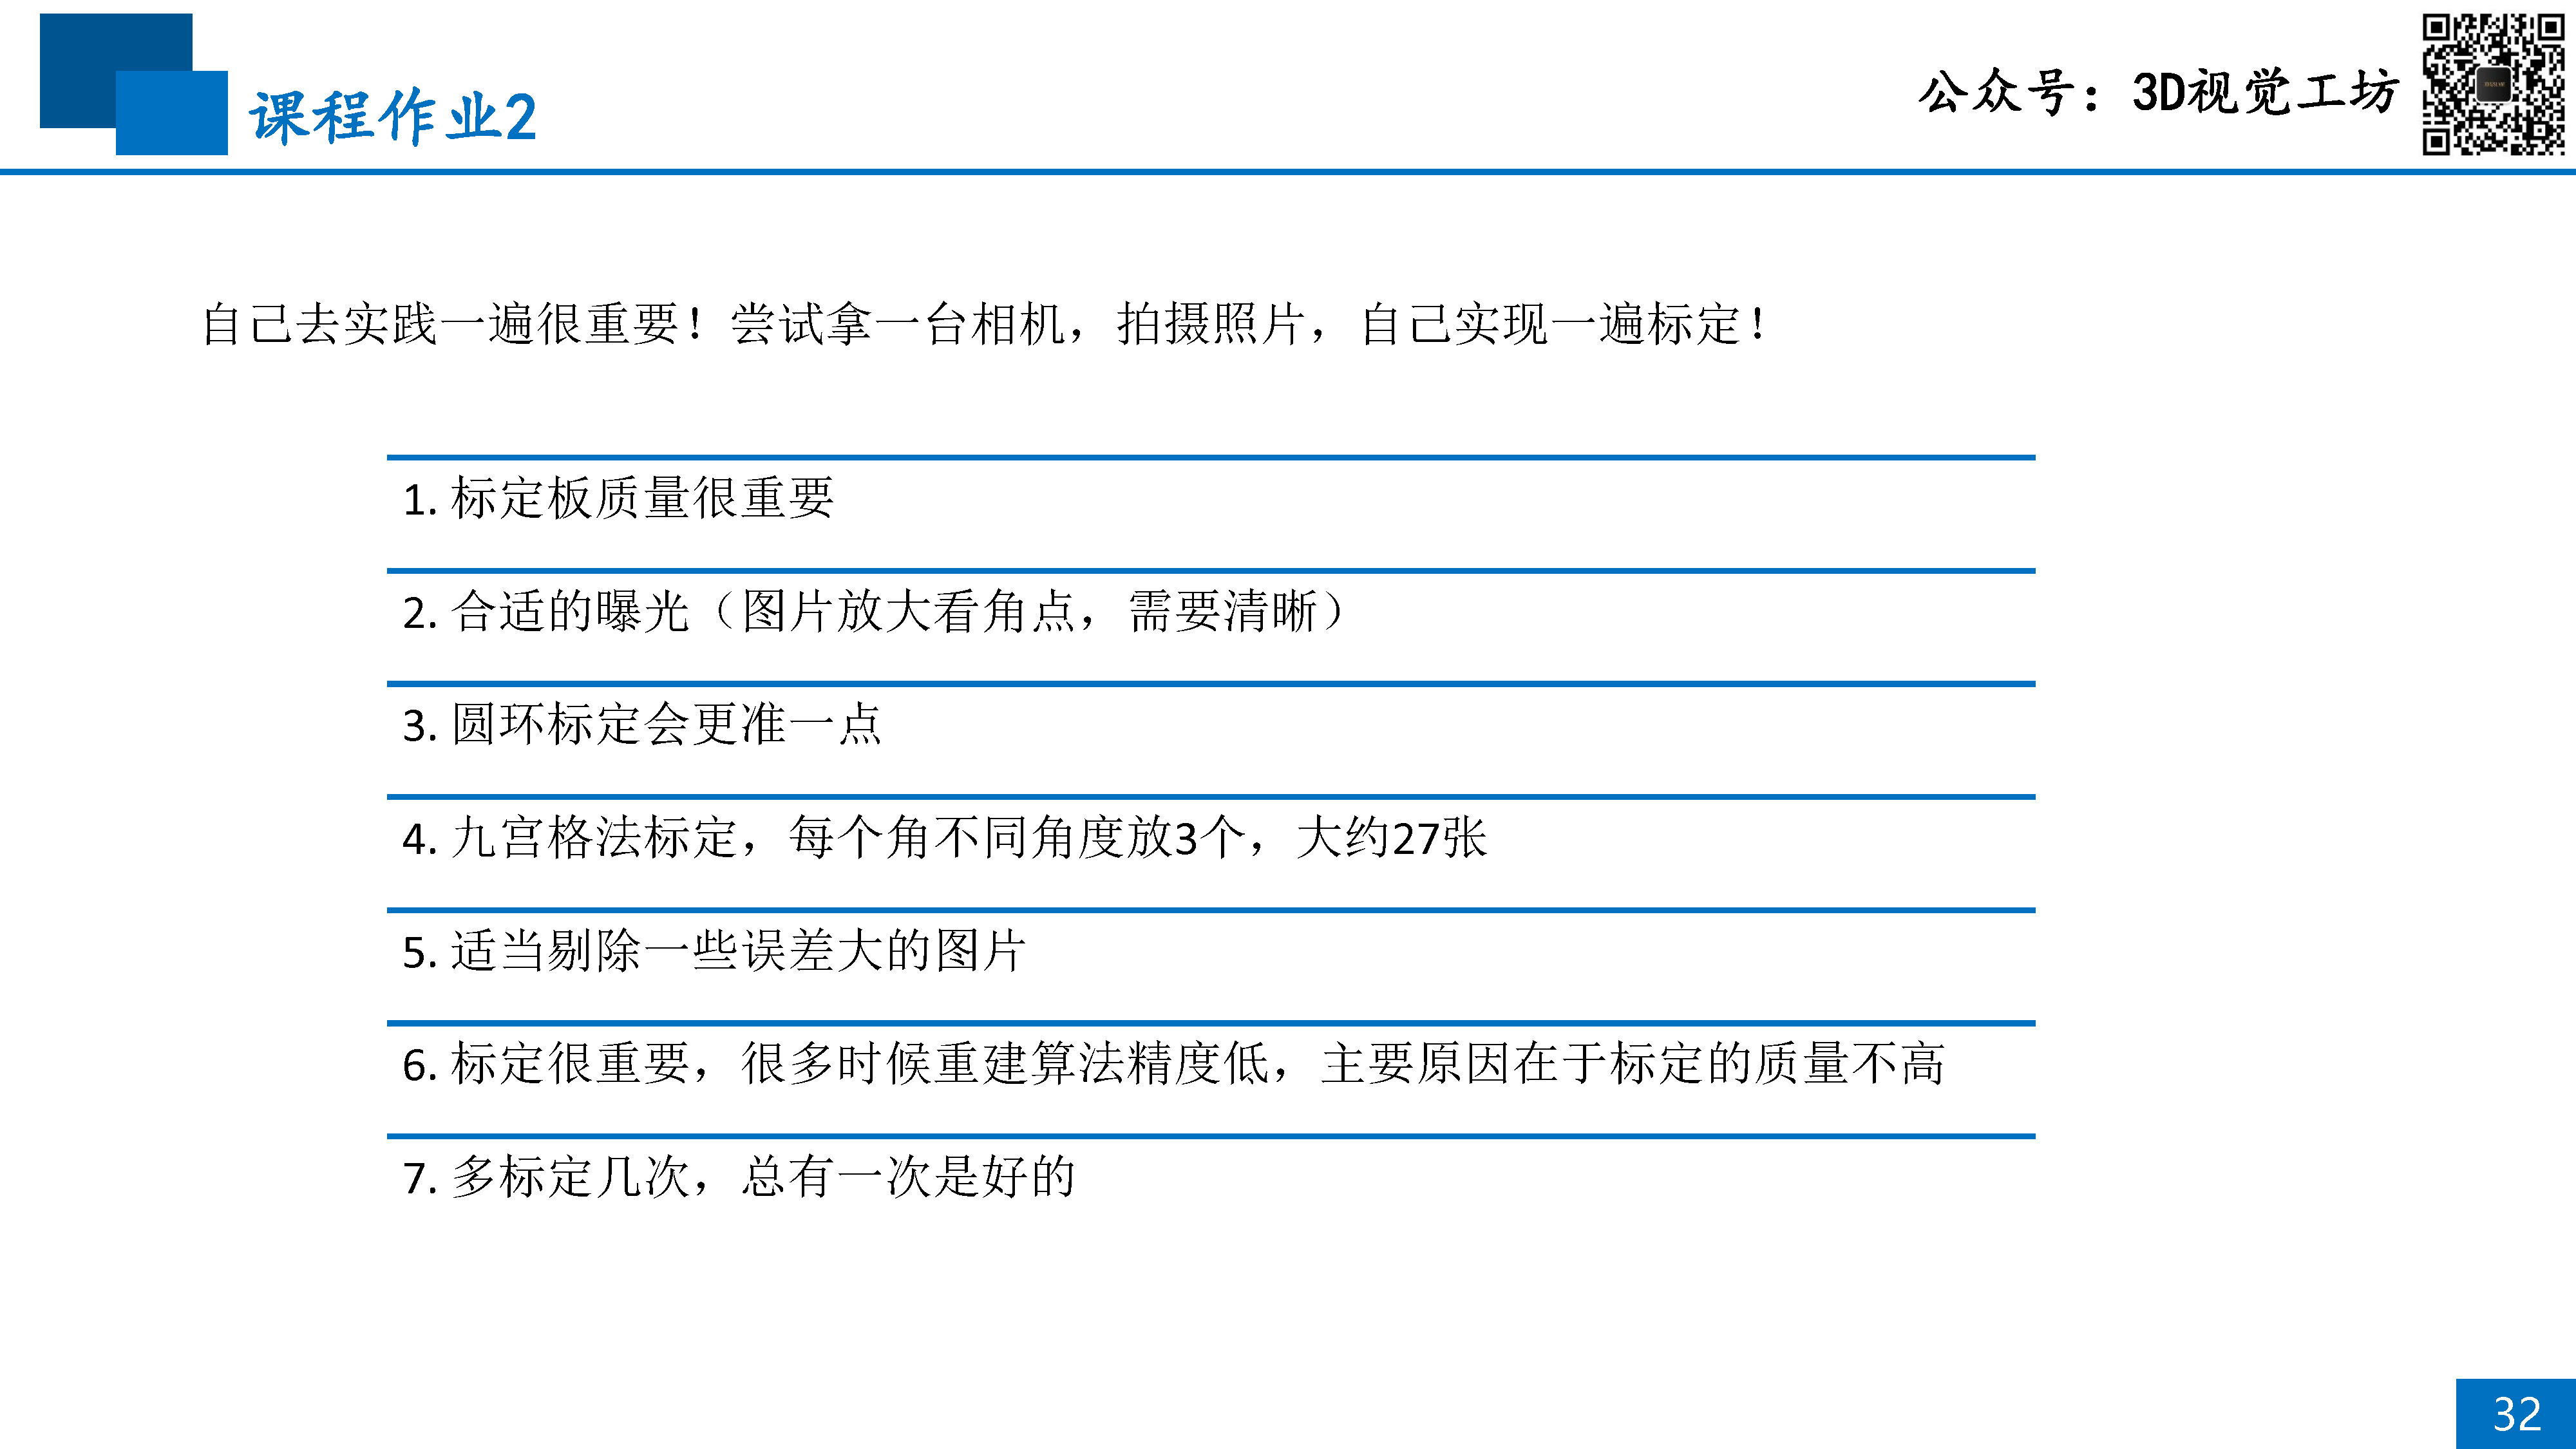 课程作业2
公众号：3D视觉工坊
自己去实践一遍很重要！尝试拿一台相机，拍摄照片，自己实现一遍标定！
1. 标定板质量很重要
2. 合适的曝光（图片放大看角点，需要清晰）
3. 圆环标定会更准一点
4. 九宫格法标定，每个角不同角度放3个，大约27张
5. 适当剔除一些误差大的图片
6. 标定很重要，很多时候重建算法精度低，主要原因在于标定的质量不高
7. 多标定几次，总有一次是好的
32